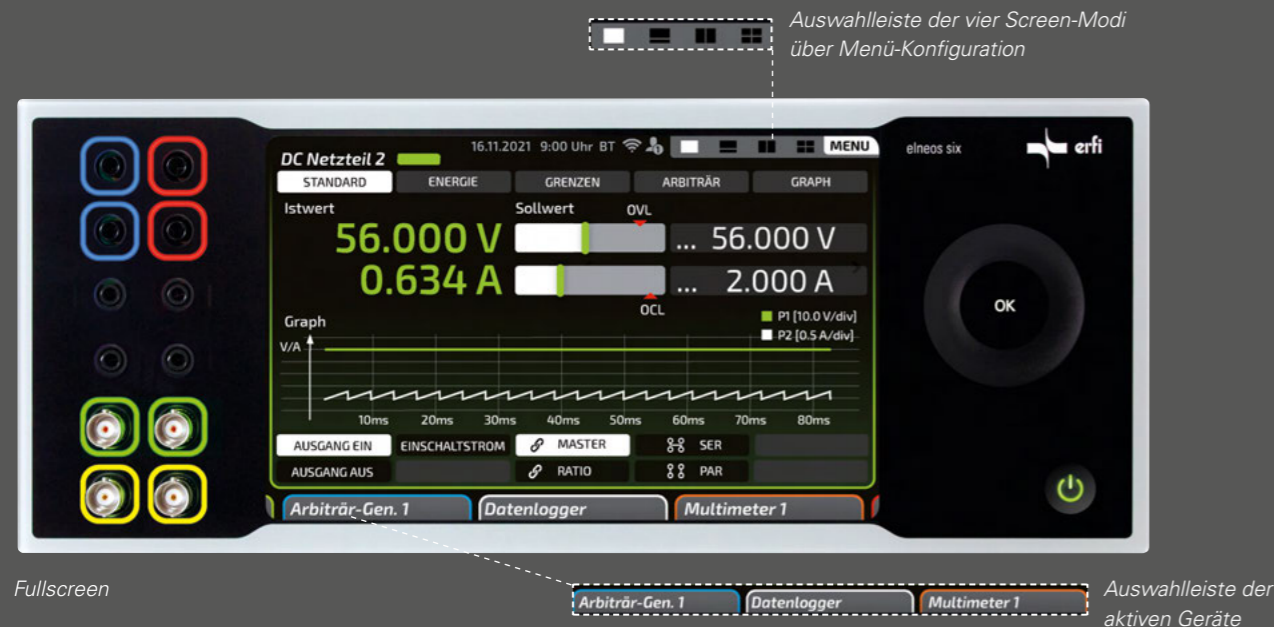 Auswahlleiste der vier Screen-Modi
über Menü-Konfiguration
DC Netzteil 2
16.11.2021 9:00 Uhr BT
MENU
elneos six
erfi
STANDARD
ENERGIE
GRENZEN
ARBITRÄR
GRAPH
Istwert
Sollwert
OVL
56.000 V
... 56.000 V
0.634 A
... 2.000 A
OCL
OK
Graph
P1 [10.0 V/div]
P2 [0.5 A/div]
V/A
10ms 20ms 30ms 40ms 50ms 60ms 70ms 80ms
AUSGANG EIN
EINSCHALTSTROM
MASTER
SER
AUSGANG AUS
RATIO
PAR
Arbiträr-Gen. 1
Datenlogger
Multimeter 1
Fullscreen
Arbiträr-Gen. 1
Datenlogger
Multimeter 1
Auswahlleiste der
aktiven Geräte